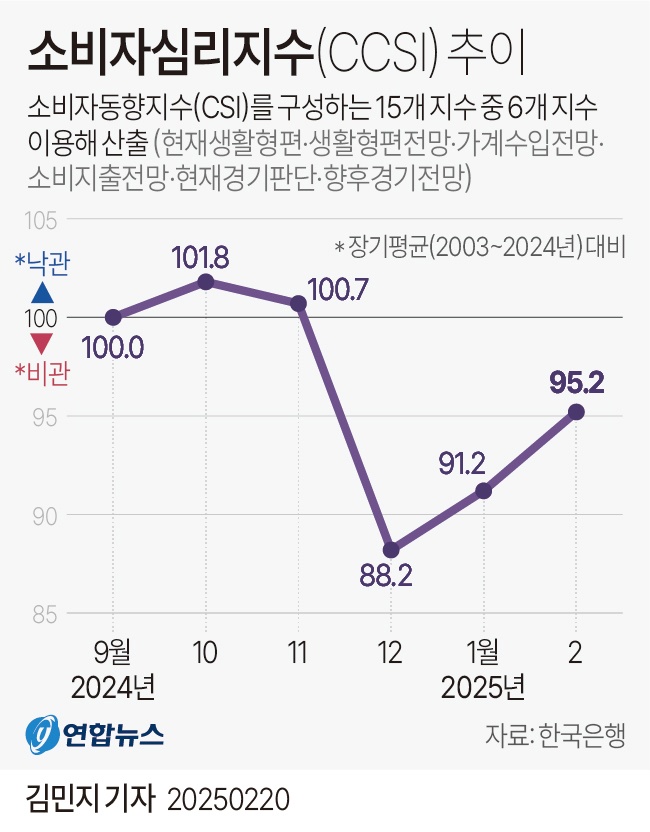 소비자심리지수(CCSI) 추이
소비자동향지수(CSI)를 구성하는 15개 지수 중 6개 지수
이용해 산출 (현재생활형편·생활형편전망·가계수입전망·
소비지출전망·현재경기판단·향후경기전망)
105
*장기평균(2003~2024년) 대비
*낙관
▲
100
▼
*비관
95
90
85
100.0
101.8
100.7
88.2
91.2
95.2
9월 10 11 12 1월 2
2024년 2025년
연합뉴스
자료: 한국은행
김민지 기자 20250220